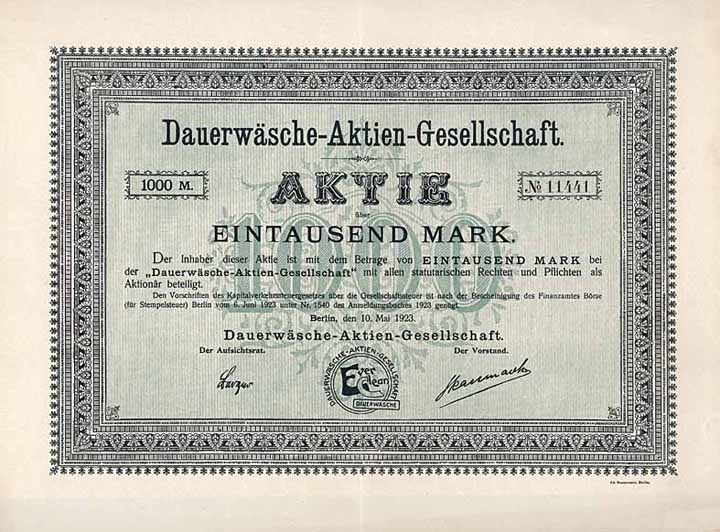 Dauerwäsche-Aktien-Gesellschaft.
AKTIE
1000 M.
№ 11441
über
1000
EINTAUSEND MARK.
Der Inhaber dieser Aktie ist mit dem Betrage von EINTAUSEND MARK bei
der „Dauerwäsche-Aktien-Gesellschaft“ mit allen statutarischen Rechten und Pflichten als
Aktionär beteiligt.
Den Vorschriften des Kapitalverkehrsteuergesetzes über die Gesellschaftsteuer ist nach der Bescheinigung des Finanzamtes Börse
(für Stempelsteuer) Berlin vom 6. Juni 1923 unter Nr. 1540 des Anmeldungsbuches 1923 genügt.
Berlin, den 10. Mai 1923.
Dauerwäsche-Aktien-Gesellschaft.
Der Aufsichtsrat.
Der Vorstand.
DAUERWÄSCHE-AKTIEN-GESELLSCHAFT
Ever
Clean
DAUERWÄSCHE